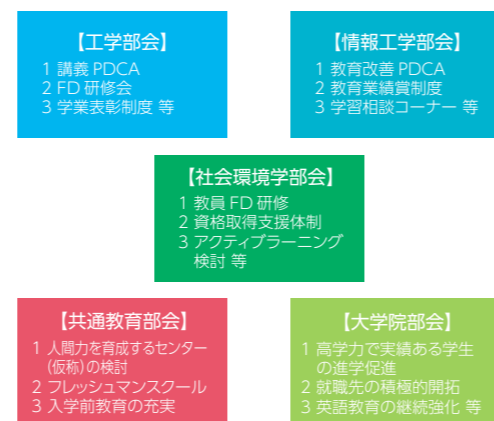 【工学部会】
1 講義 PDCA
2 FD 研修会
3 学業表彰制度 等
【情報工学部会】
1 教育改善 PDCA
2 教育業績賞制度
3 学習相談コーナー 等
【社会環境学部会】
1 教員 FD 研修
2 資格取得支援体制
3 アクティブラーニング
検討 等
【共通教育部会】
1 人間力を育成するセンター
(仮称) の検討
2 フレッシュマンスクール
3 入学前教育の充実
【大学院部会】
1 高学力で実績ある学生
の進学促進
2 就職先の積極的開拓
3 英語教育の継続強化 等